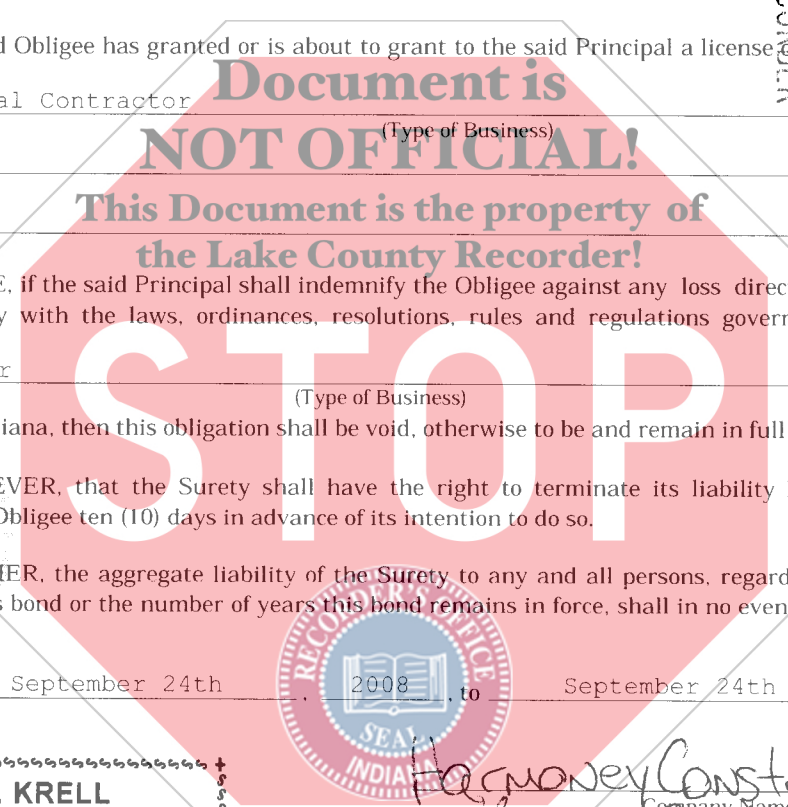 d Obligee has granted or is about to grant to the said Principal a license
Document is
al Contractor
(Type of Business)
NOT OFFICIAL!
This Document is the property of
the Lake County Recorder!
E, if the said Principal shall indemnify the Obligee against any loss direc
y with the laws, ordinances, resolutions, rules and regulations govern
STOP
r
(Type of Business)
iana, then this obligation shall be void, otherwise to be and remain in full
EVER, that the Surety shall have the right to terminate its liability
Obligee ten (10) days in advance of its intention to do so.
HER, the aggregate liability of the Surety to any and all persons, regard
s bond or the number of years this bond remains in force, shall in no even
RECORDER'S OFFICE
SEAL
INDIANA
September 24th , 2008 , to September 24th
Harmoney Const
Company Name
KRELL